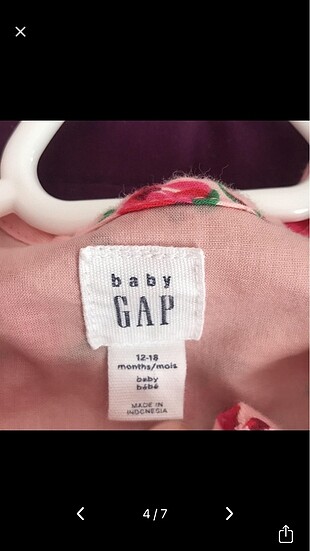 baby
GAP
12-18
months/mois
baby
bébé
MADE IN
INDONESIA
4/7